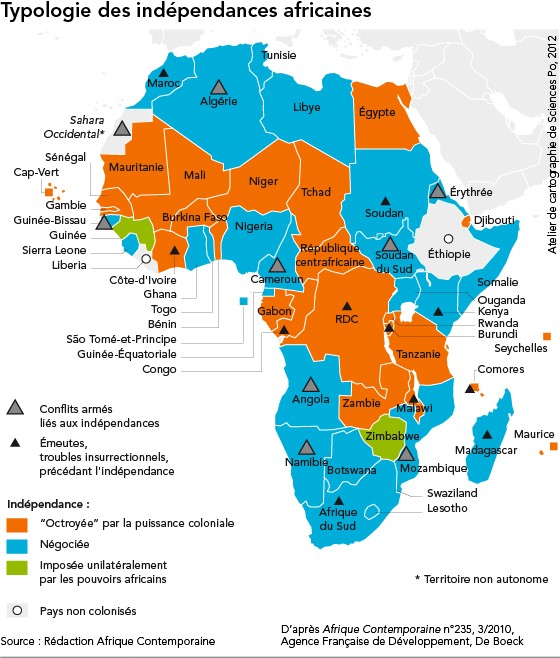 Typologie des indépendances africaines
Atelier de cartographie de Sciences Po, 2012
Tunisie
Maroc
Algérie
Libye
Égypte
Sahara
Occidental*
Sénégal
Cap-Vert
Mauritanie
Mali
Niger
Tchad
Soudan
Érythrée
Gambie
Guinée-Bissau
Guinée
Sierra Leone
Liberia
Burkina Faso
Nigeria
Djibouti
Éthiopie
Soudan
du Sud
République
centrafricaine
Cameroun
Somalie
Côte-d'Ivoire
Ghana
Togo
Bénin
São Tomé-et-Principe
Guinée-Équatoriale
Congo
Gabon
RDC
Ouganda
Kenya
Rwanda
Burundi
Seychelles
Tanzanie
Comores
Angola
Zambie
Malawi
Zimbabwe
Mozambique
Madagascar
Maurice
Namibie
Botswana
Swaziland
Lesotho
Afrique
du Sud
Conflits armés
liés aux indépendances
Émeutes,
troubles insurrectionnels,
précédant l'indépendance
Indépendance :
"Octroyée" par la puissance coloniale
Négociée
Imposée unilatéralement
par les pouvoirs africains
Pays non colonisés
* Territoire non autonome
Source : Rédaction Afrique Contemporaine
D'après Afrique Contemporaine n°235, 3/2010,
Agence Française de Développement, De Boeck